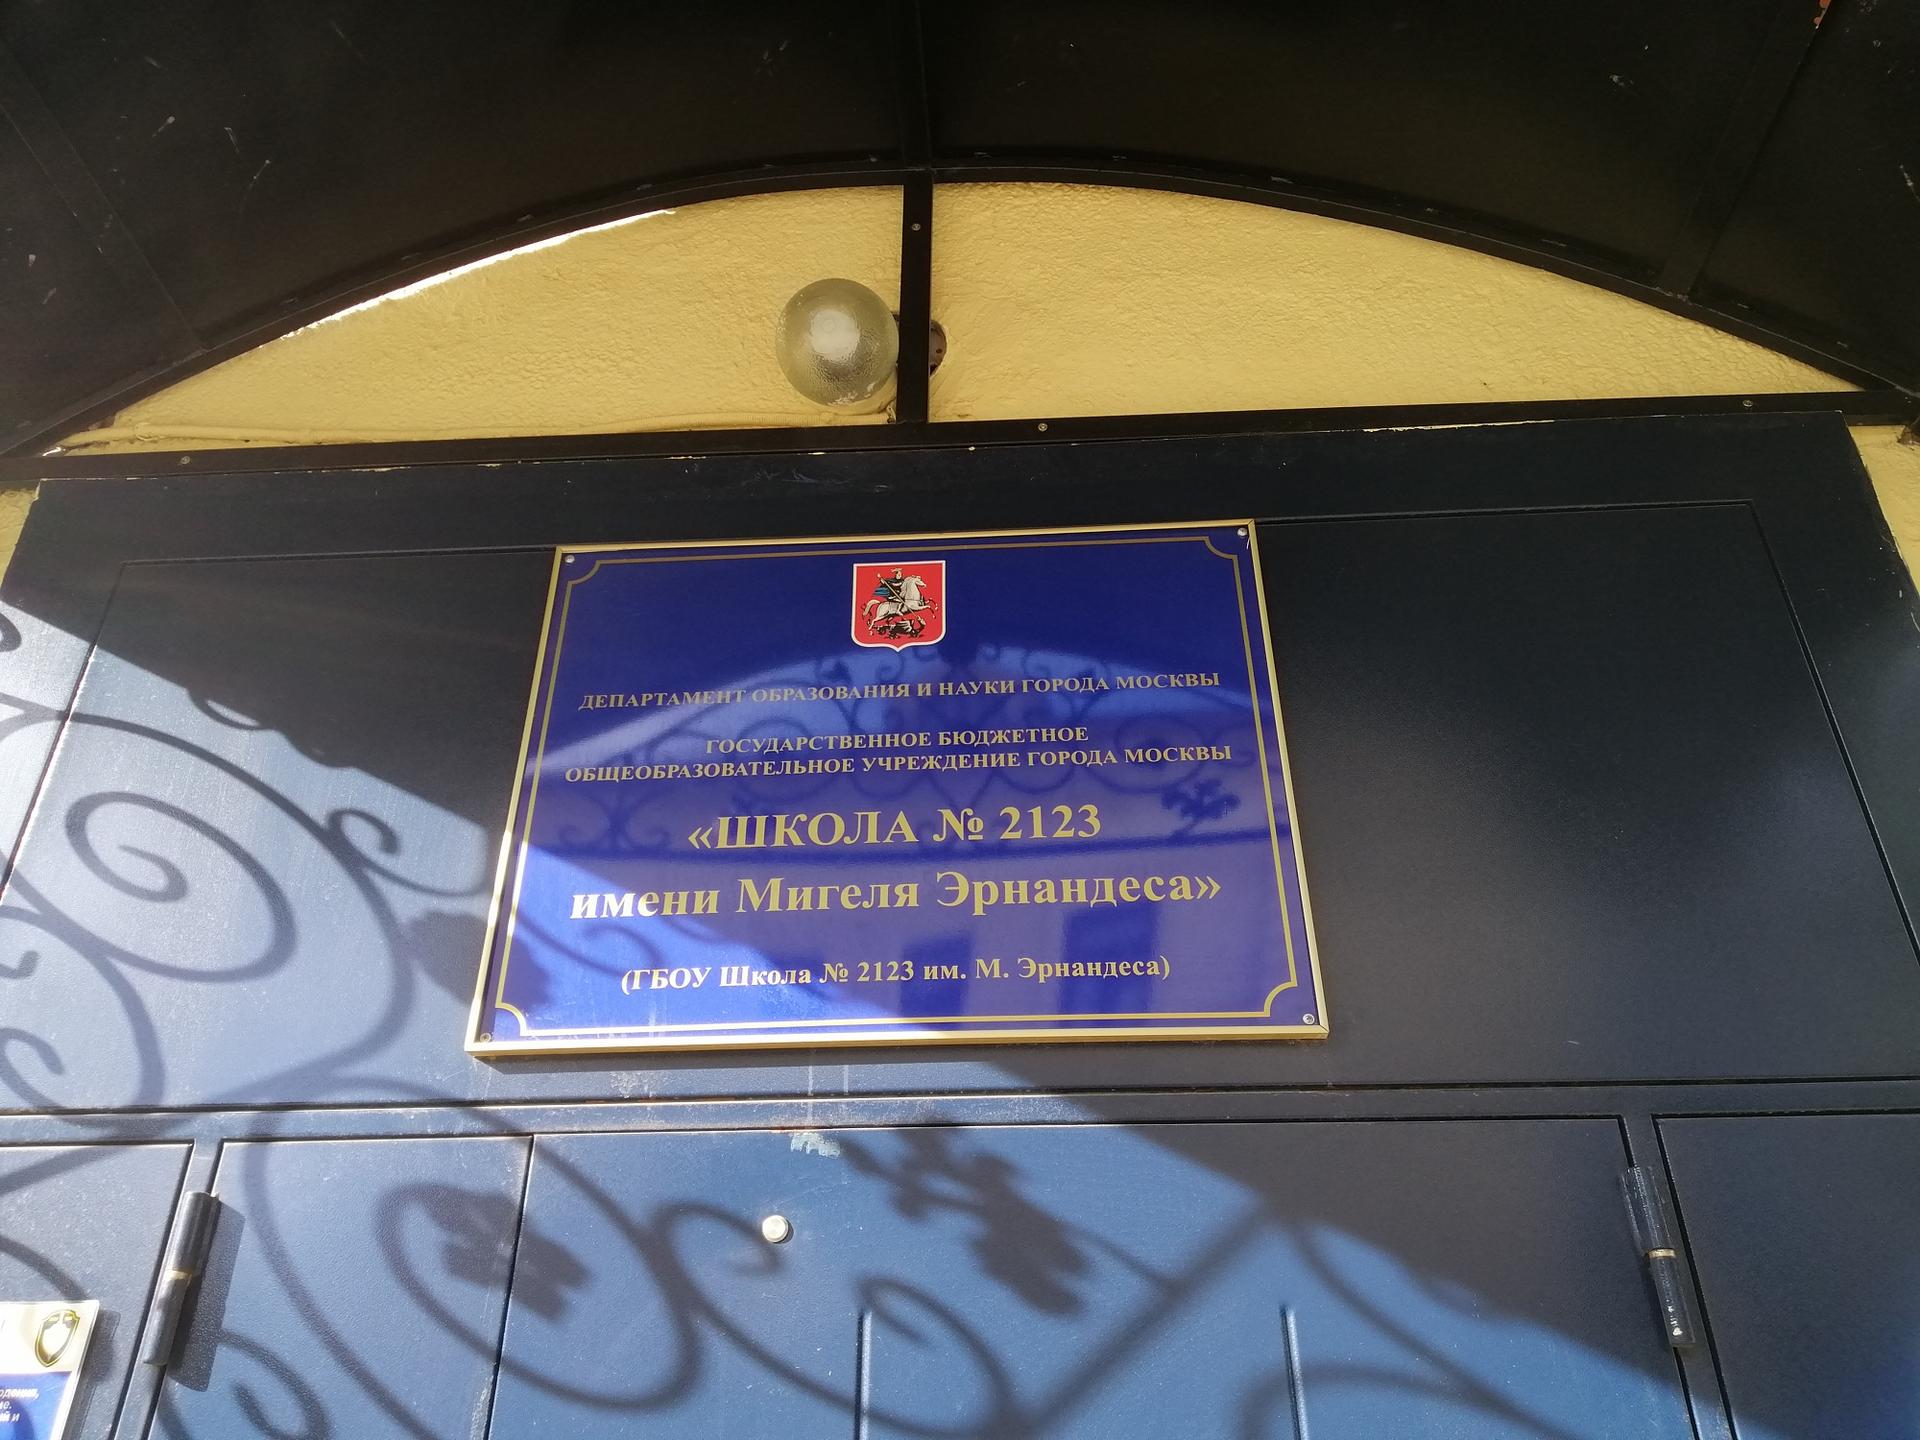 ДЕПАРТАМЕНТ ОБРАЗОВАНИЯ И НАУКИ ГОРОДА МОСКВЫ
ГОСУДАРСТВЕННОЕ БЮДЖЕТНОЕ
ОБЩЕОБРАЗОВАТЕЛЬНОЕ УЧРЕЖДЕНИЕ ГОРОДА МОСКВЫ
«ШКОЛА № 2123
имени Мигеля Эрнандеса»
(ГБОУ Школа № 2123 им. М. Эрнандеса)